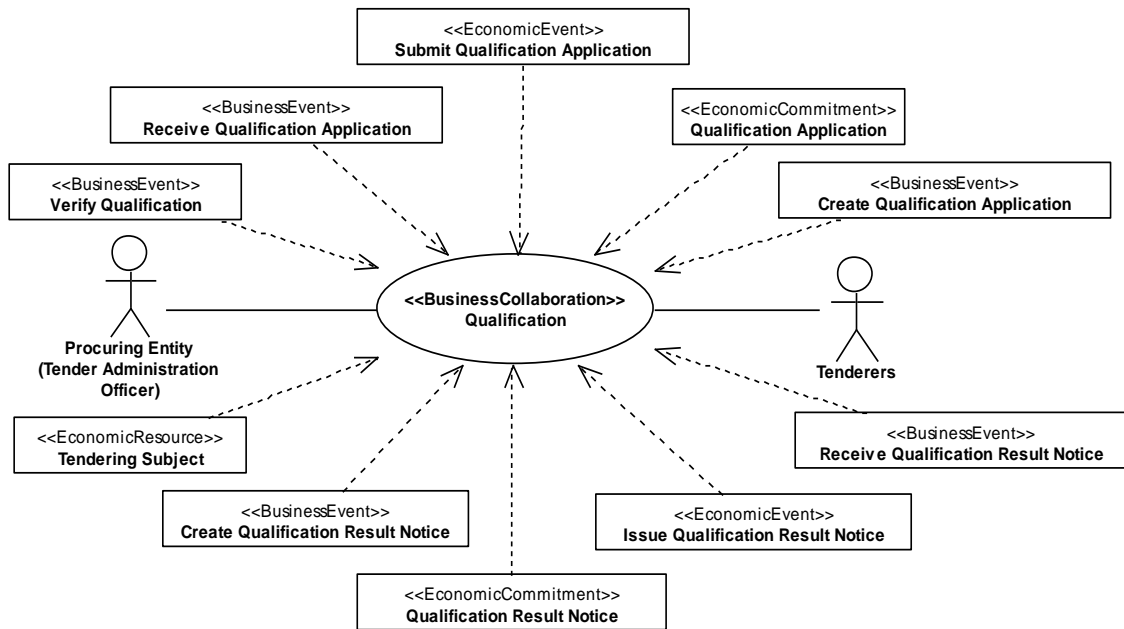 <<EconomicEvent>>
Submit Qualification Application
<<BusinessEvent>>
Receive Qualification Application
<<EconomicCommitment>>
Qualification Application
<<BusinessEvent>>
Verify Qualification
<<BusinessEvent>>
Create Qualification Application
<<BusinessCollaboration>>
Qualification
Procuring Entity
(Tender Administration
Officer)
Tenderers
<<EconomicResource>>
Tendering Subject
<<BusinessEvent>>
Receive Qualification Result Notice
<<BusinessEvent>>
Create Qualification Result Notice
<<EconomicEvent>>
Issue Qualification Result Notice
<<EconomicCommitment>>
Qualification Result Notice